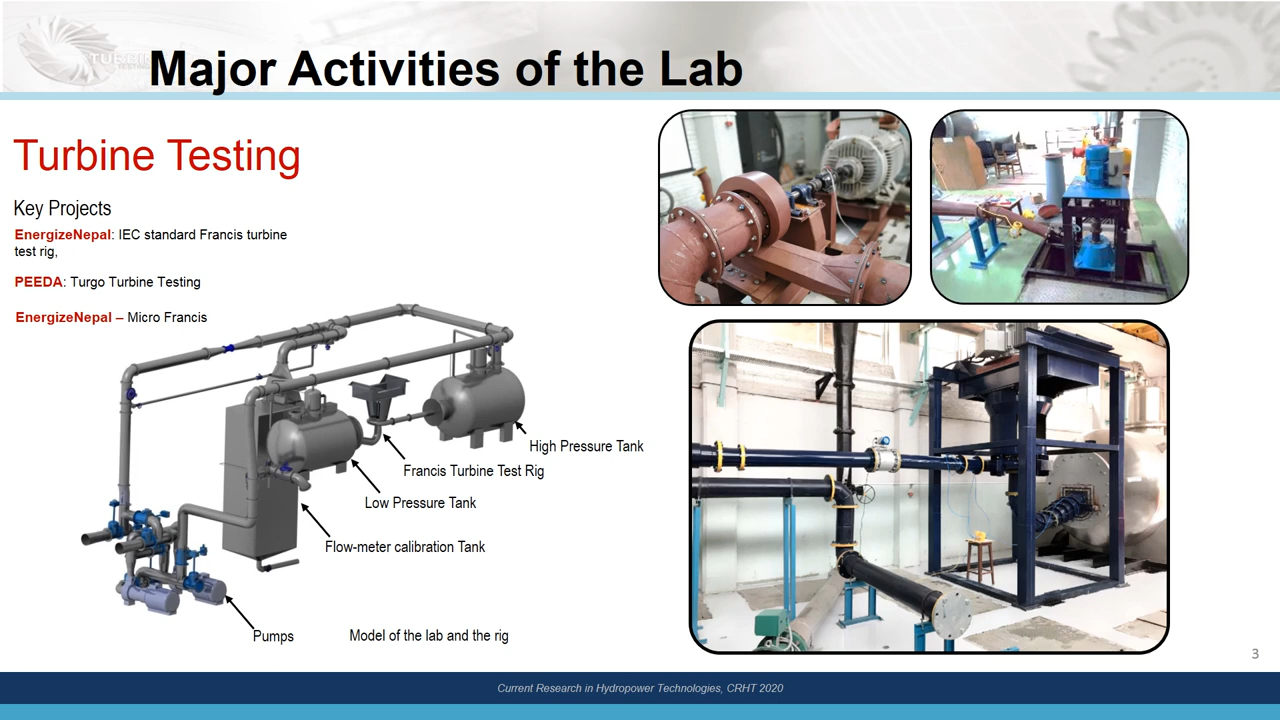 Major Activities of the Lab
Turbine Testing
Key Projects
EnergizeNepal: IEC standard Francis turbine
test rig,
PEEDA: Turgo Turbine Testing
EnergizeNepal – Micro Francis
High Pressure Tank
Francis Turbine Test Rig
Low Pressure Tank
Flow-meter calibration Tank
Pumps
Model of the lab and the rig
3
Current Research in Hydropower Technologies, CRHT 2020